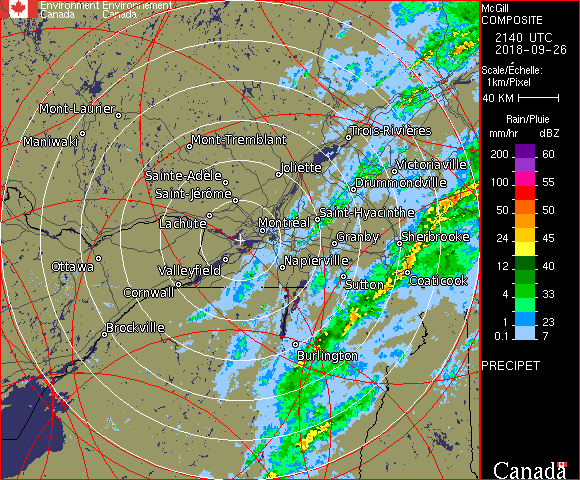 Environment Environnement
Canada Canada
McGill
COMPOSITE
2140 UTC
2018-09-26
Scale/Échelle:
1km/Pixel
40 KM
Rain/Pluie
mm/hr dBZ
200 60
100 55
50 50
24 45
12 40
4 33
1 23
0.1 7
PRECIPET
Canada
Mont-Laurier
Maniwaki
Mont-Tremblant
Trois-Rivières
Joliette
Victoriaville
Sainte-Adèle
Drummondville
Saint-Jérôme
Lachute
Saint-Hyacinthe
Montréal
Granby
Sherbrooke
Ottawa
Valleyfield
Napierville
Cornwall
Sutton
Coaticook
Brockville
Burlington